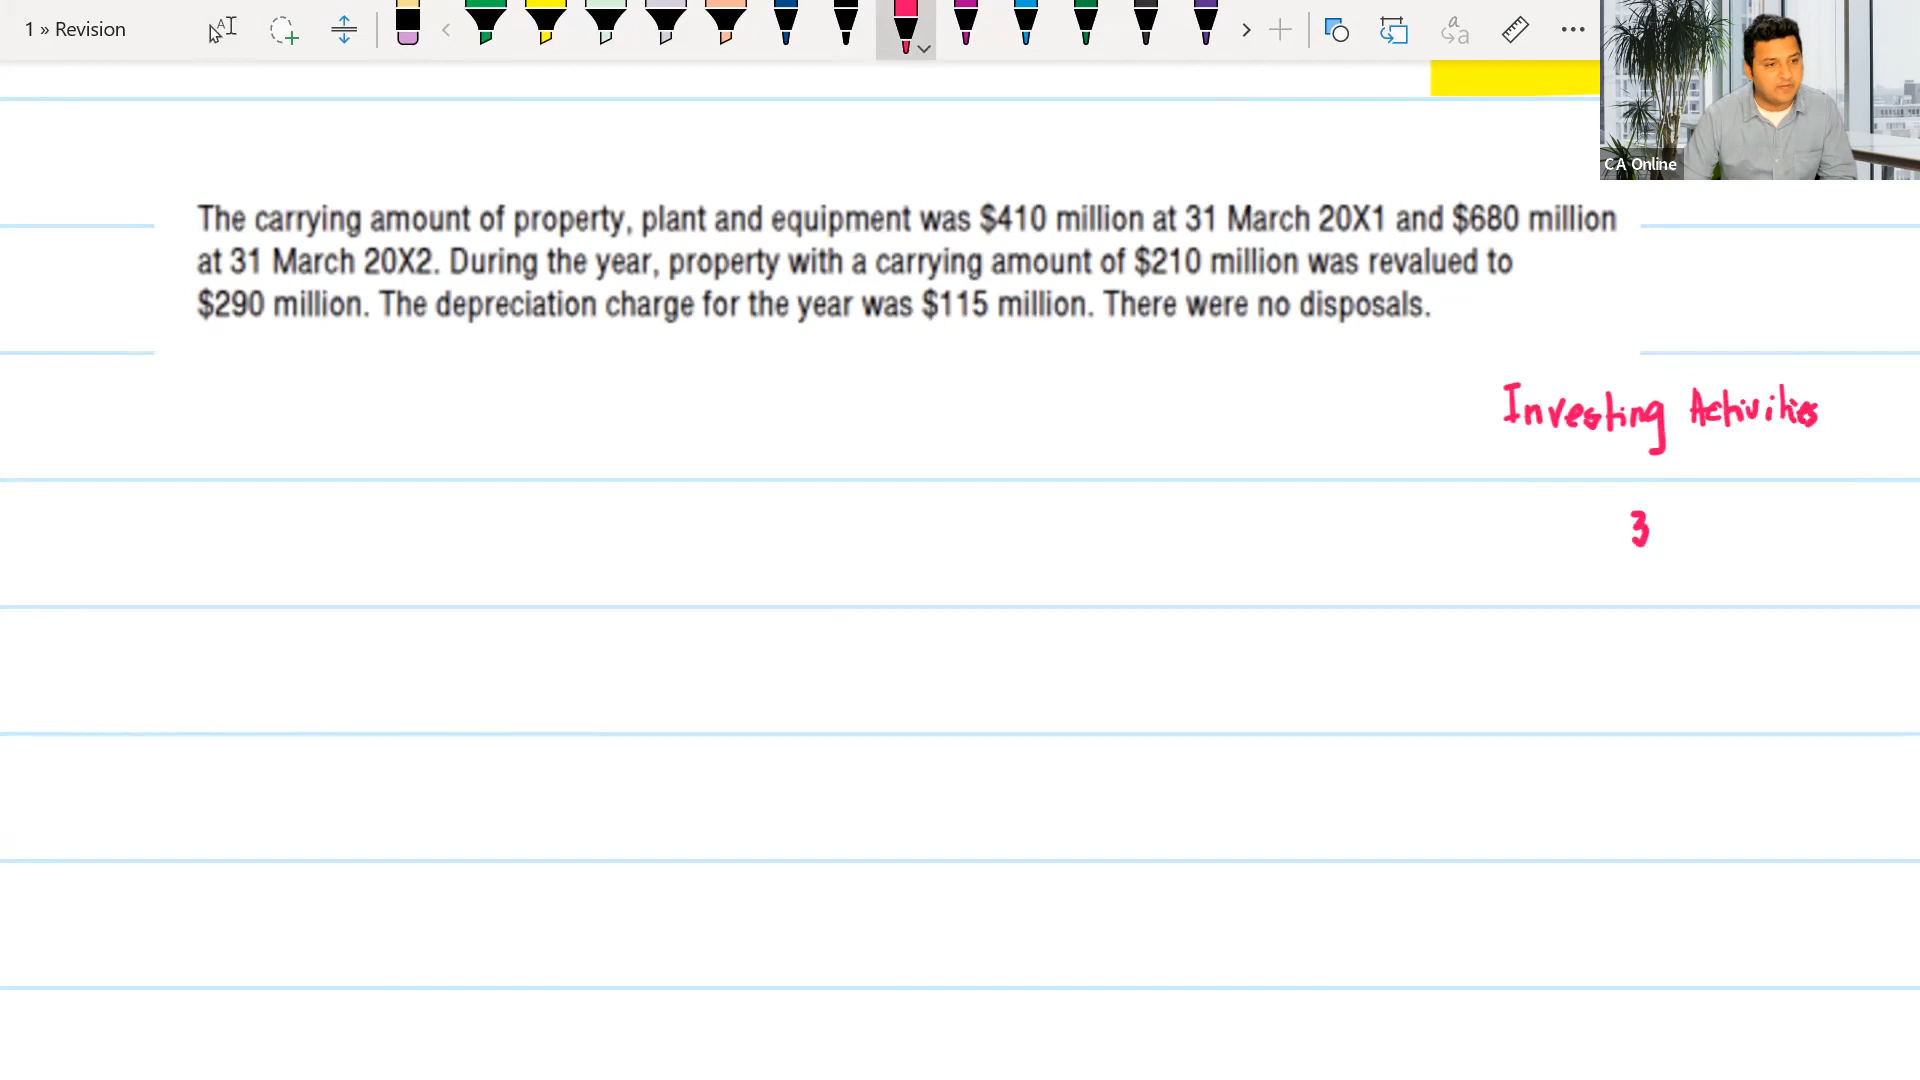 1 » Revision
CA Online
The carrying amount of property, plant and equipment was $410 million at 31 March 20X1 and $680 million
at 31 March 20X2. During the year, property with a carrying amount of $210 million was revalued to
$290 million. The depreciation charge for the year was $115 million. There were no disposals.
Investing Activities
3